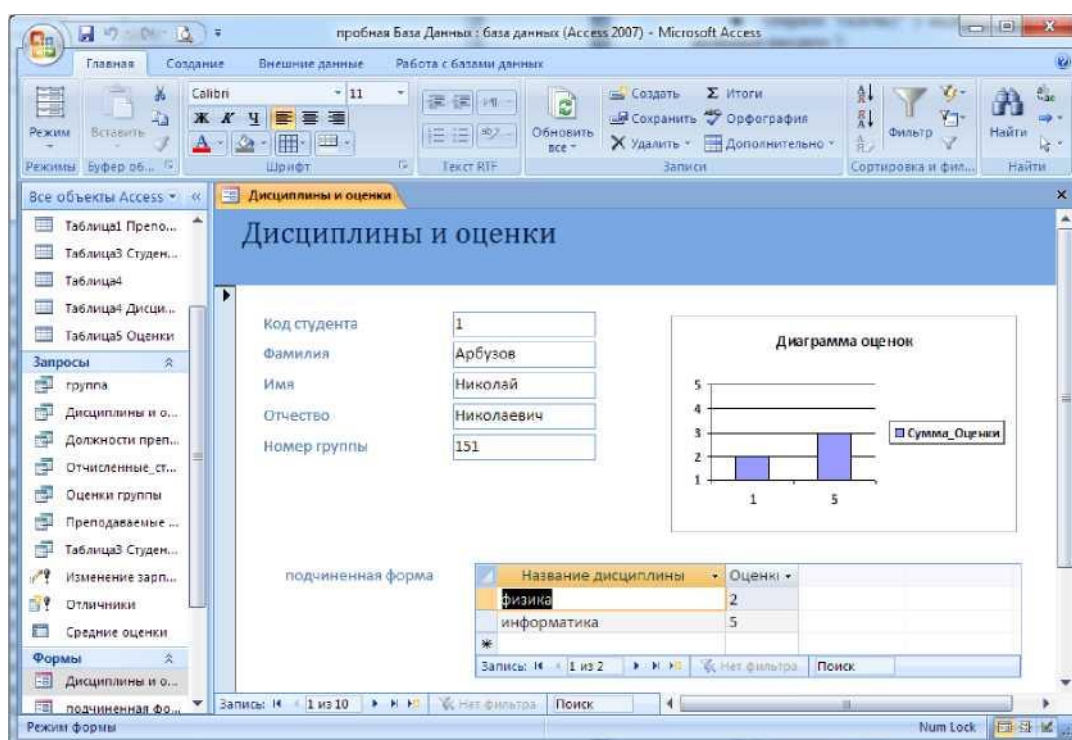 пробная База Данных : база данных (Access 2007) - Microsoft Access
Главная Создание Внешние данные Работа с базами данных
Режим
Режимы
Вставить
Буфер об...
Calibri 11
Ж К Ч
Шрифт
Текст RTF
Обновить все
Создать
Сохранить
Удалить
Итоги
Орфография
Дополнительно
Записи
Фильтр
Сортировка и фил...
Найти
Найти
Все объекты Access
Таблица1 Препо...
Таблица3 Студен...
Таблица4
Таблица4 Дисци...
Таблица5 Оценки
Запросы
группа
Дисциплины и о...
Должности преп...
Отчисленные_ст...
Оценки группы
Преподаваемые ...
Таблица3 Студен...
Изменение зарп...
Отличники
Средние оценки
Формы
Дисциплины и о...
подчиненная фо...
Дисциплины и оценки
Дисциплины и оценки
Код студента 1
Фамилия Арбузов
Имя Николай
Отчество Николаевич
Номер группы 151
Диаграмма оценок
5
4
3
2
1
1 5
Сумма_Оценки
подчиненная форма
Название дисциплины Оценкі
физика 2
информатика 5
Запись: 1 из 2 Нет фильтра Поиск
Запись: 1 из 10 Нет фильтра Поиск
Режим формы Num Lock